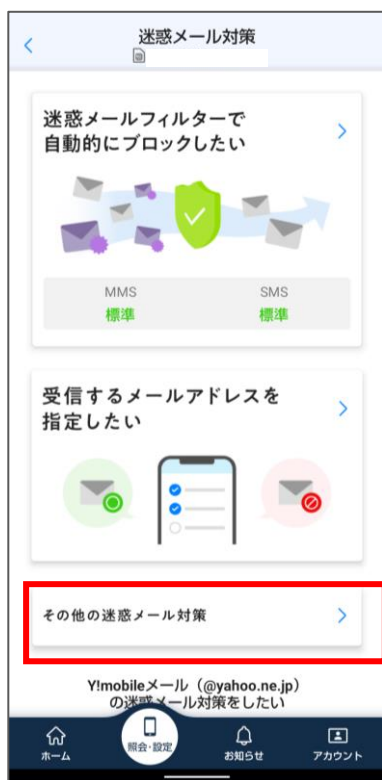 迷惑メール対策
迷惑メールフィルターで
自動的にブロックしたい
MMS
SMS
標準
標準
受信するメールアドレスを
指定したい
その他の迷惑メール対策
Y!mobileメール（@yahoo.ne.jp）
の迷惑メール対策をしたい
ホーム
照会・設定
お知らせ
アカウント